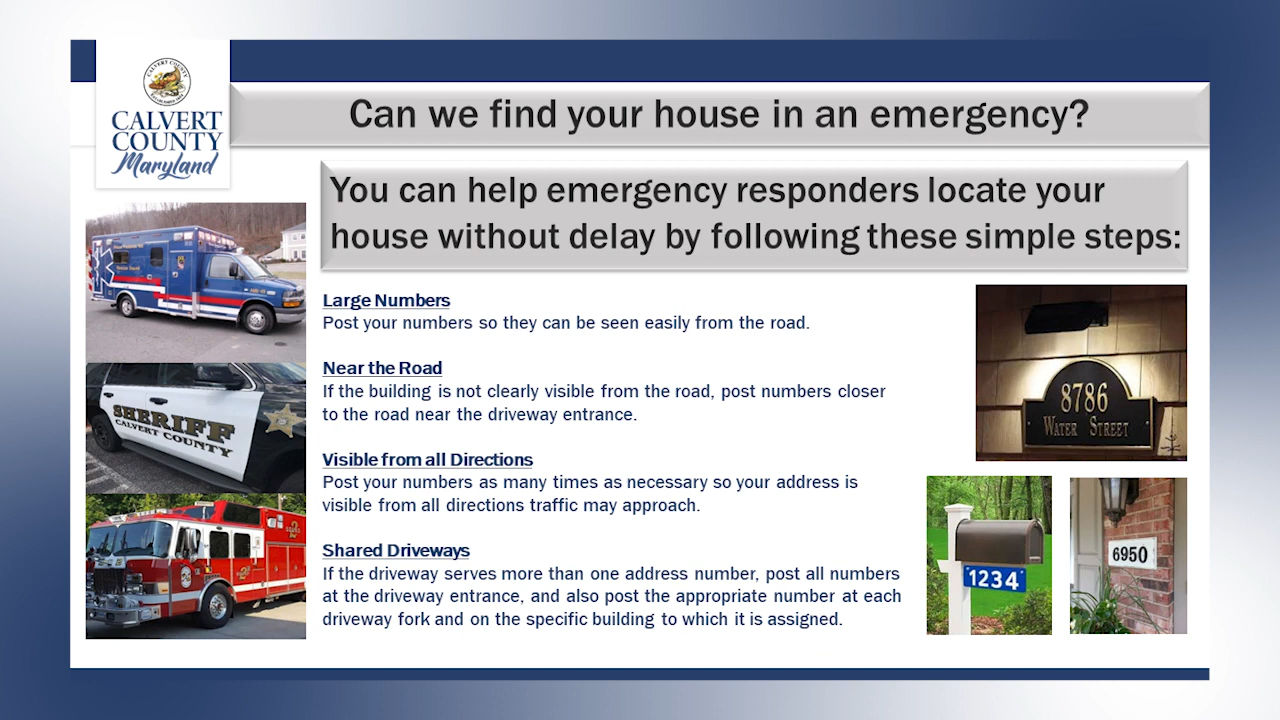 CALVERT COUNTY
CALVERT
COUNTY
Maryland
Can we find your house in an emergency?
You can help emergency responders locate your
house without delay by following these simple steps:
Large Numbers
Post your numbers so they can be seen easily from the road.
Near the Road
If the building is not clearly visible from the road, post numbers closer
to the road near the driveway entrance.
Visible from all Directions
Post your numbers as many times as necessary so your address is
visible from all directions traffic may approach.
Shared Driveways
If the driveway serves more than one address number, post all numbers
at the driveway entrance, and also post the appropriate number at each
driveway fork and on the specific building to which it is assigned.
SHERIFF
CALVERT COUNTY
8786
WATER STREET
1234
6950